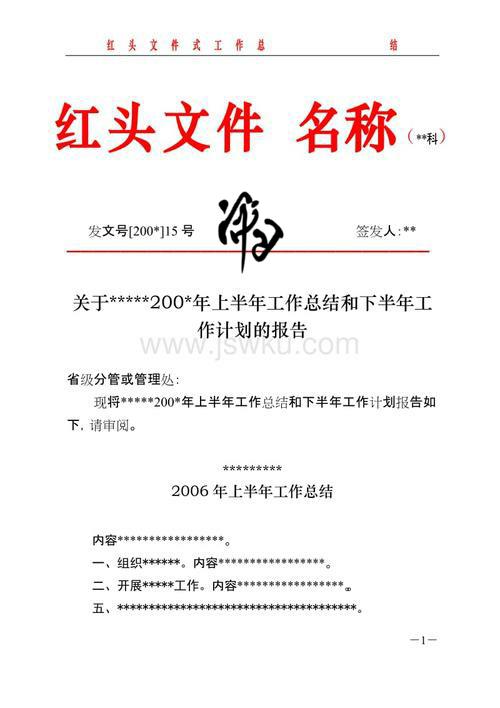 红 头 文 件 式 工 作 总 结
红头文件 名称（**科）
发文号[200*]15 号 签发人:**
关于*****200*年上半年工作总结和下半年工
作计划的报告
www.jswku.com
省级分管或管理处:
现将*****200*年上半年工作总结和下半年工作计划报告如
下,请审阅。
*********
2006 年上半年工作总结
内容*****************。
一、组织******。内容*****************。
二、开展*****工作。内容*****************。
五、**************************************。
－1－